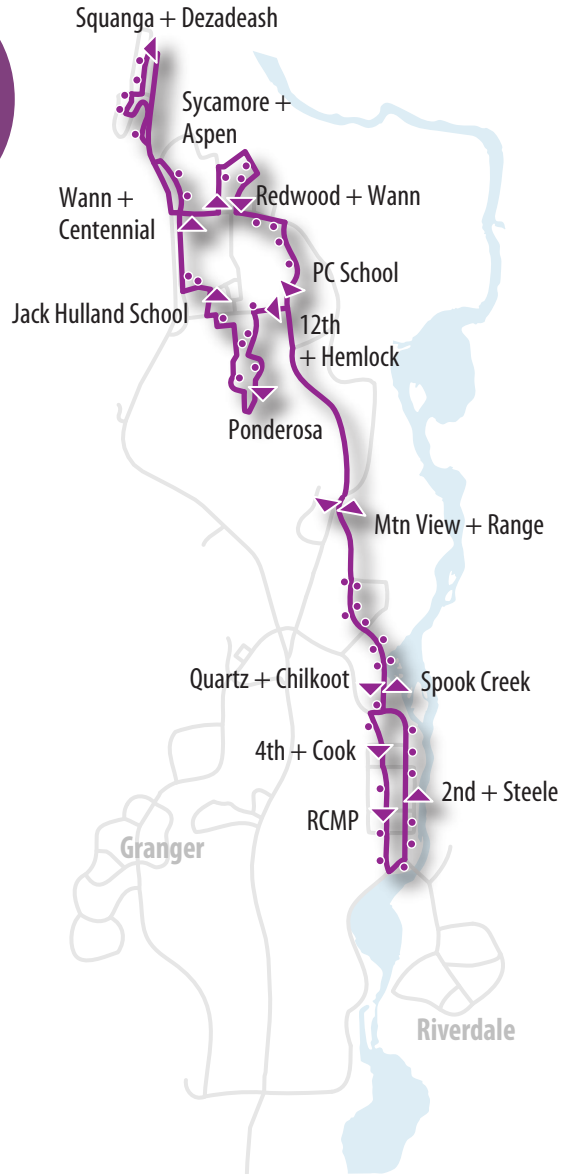 Squanga + Dezadeash
Sycamore +
Aspen
Wann +
Centennial
Redwood + Wann
PC School
Jack Hulland School
12th
+ Hemlock
Ponderosa
Mtn View + Range
Quartz + Chilkoot
Spook Creek
4th + Cook
2nd + Steele
RCMP
Granger
Riverdale